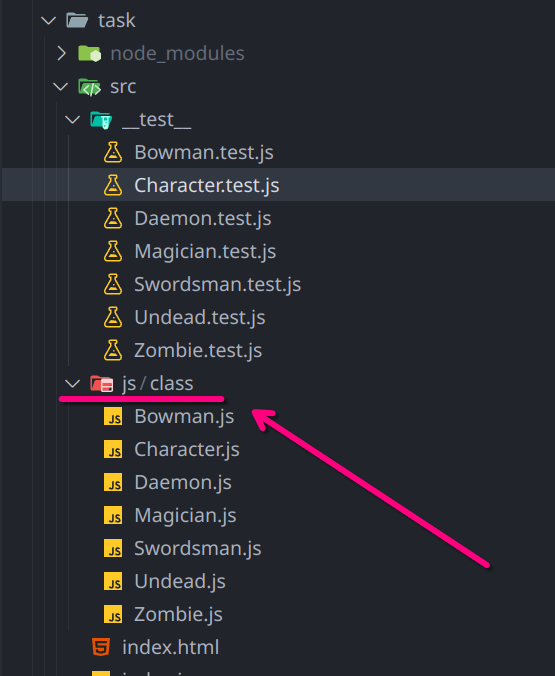 task
node_modules
src
__test__
Bowman.test.js
Character.test.js
Daemon.test.js
Magician.test.js
Swordsman.test.js
Undead.test.js
Zombie.test.js
js/class
JS Bowman.js
JS Character.js
JS Daemon.js
JS Magician.js
JS Swordsman.js
JS Undead.js
JS Zombie.js
index.html